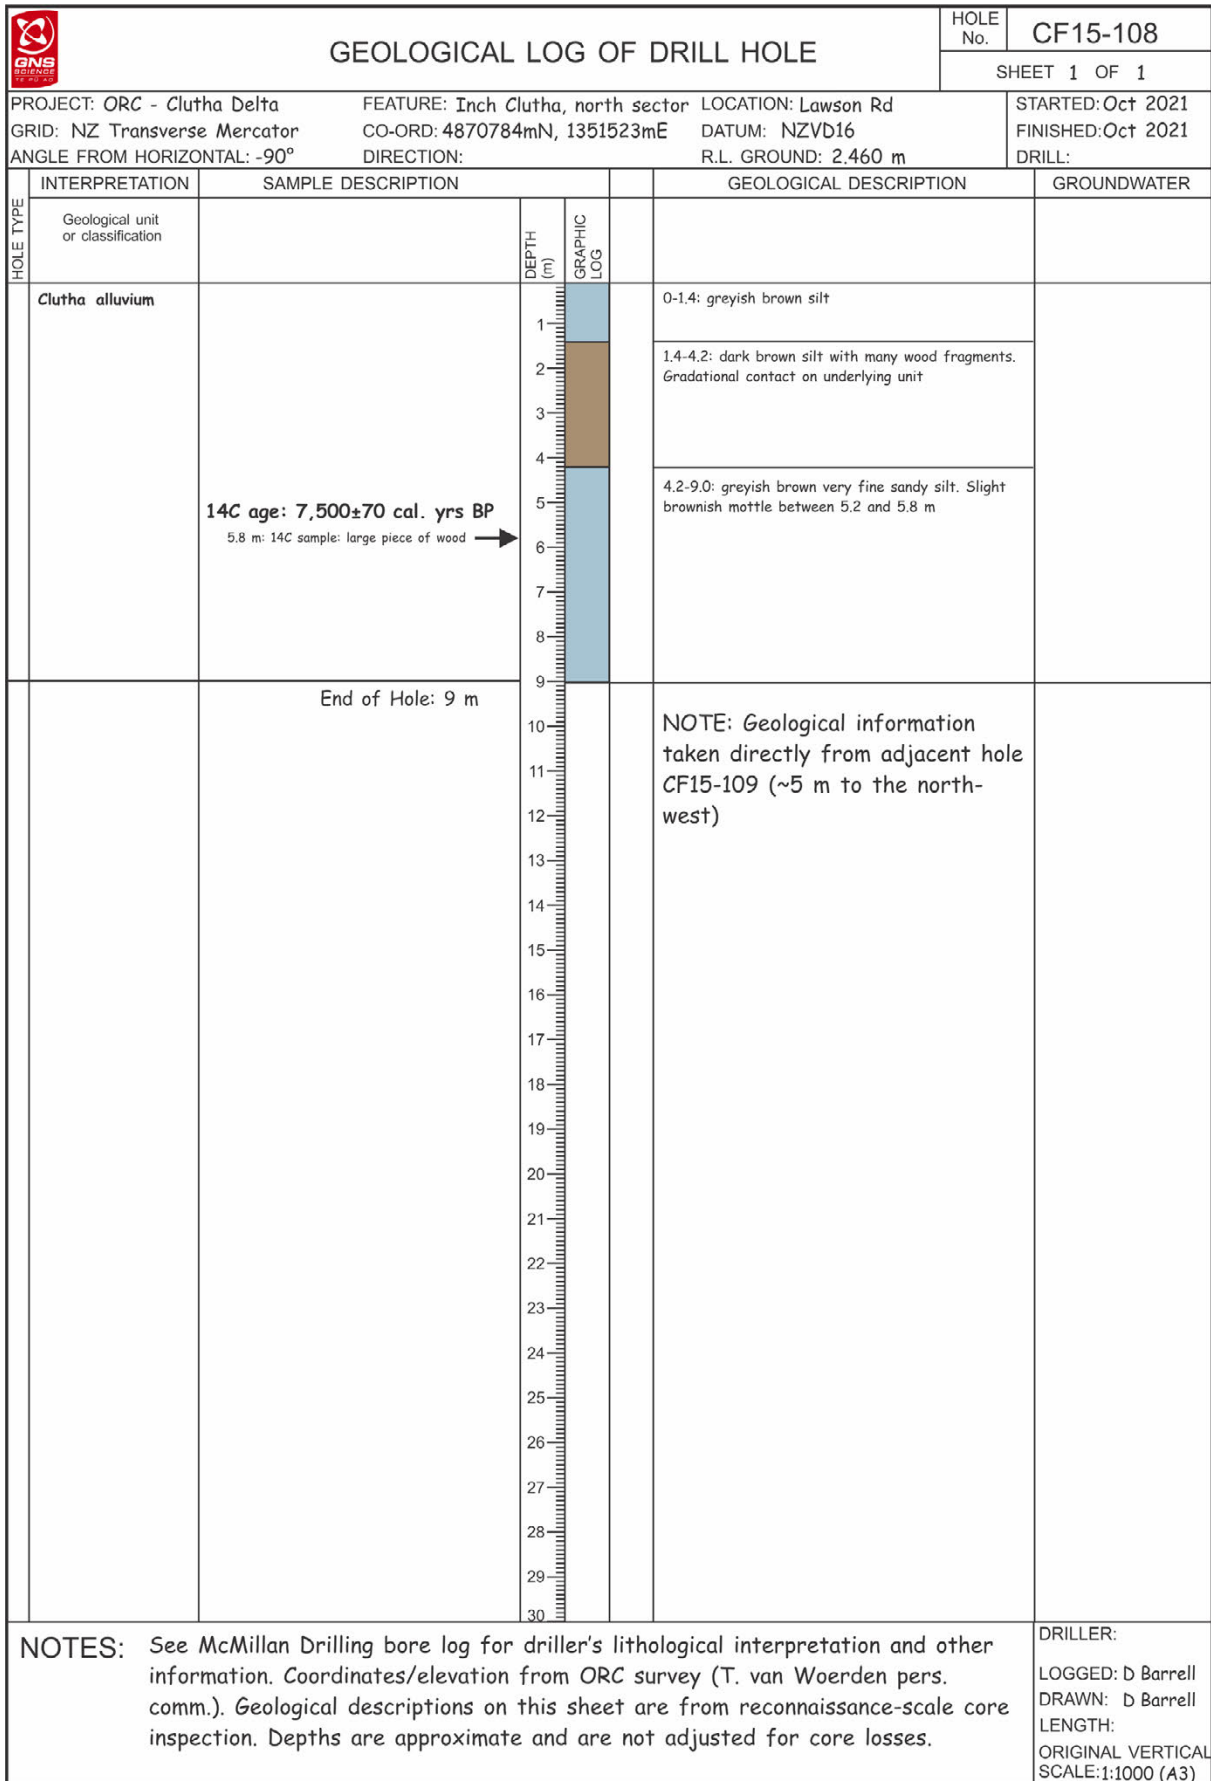 GNS
SCIENCE
TE PŪ AO
GEOLOGICAL LOG OF DRILL HOLE
HOLE
No.
CF15-108
SHEET 1 OF 1
PROJECT: ORC - Clutha Delta
FEATURE: Inch Clutha, north sector
LOCATION: Lawson Rd
STARTED: Oct 2021
GRID: NZ Transverse Mercator
CO-ORD: 4870784mN, 1351523mE
DATUM: NZVD16
FINISHED: Oct 2021
ANGLE FROM HORIZONTAL: -90°
DIRECTION:
R.L. GROUND: 2.460 m
DRILL:
HOLE TYPE
INTERPRETATION
SAMPLE DESCRIPTION
GEOLOGICAL DESCRIPTION
GROUNDWATER
Geological unit
or classification
DEPTH
(m)
GRAPHIC
LOG
Clutha alluvium
0-1.4: greyish brown silt
1
1.4-4.2: dark brown silt with many wood fragments.
Gradational contact on underlying unit
2
3
4
4.2-9.0: greyish brown very fine sandy silt. Slight
brownish mottle between 5.2 and 5.8 m
5
14C age: 7,500±70 cal. yrs BP
5.8 m: 14C sample: large piece of wood
6
7
8
9
End of Hole: 9 m
NOTE: Geological information
taken directly from adjacent hole
CF15-109 (~5 m to the north-
west)
10
11
12
13
14
15
16
17
18
19
20
21
22
23
24
25
26
27
28
29
30
NOTES: See McMillan Drilling bore log for driller's lithological interpretation and other
information. Coordinates/elevation from ORC survey (T. van Woerden pers.
comm.). Geological descriptions on this sheet are from reconnaissance-scale core
inspection. Depths are approximate and are not adjusted for core losses.
DRILLER:
LOGGED: D Barrell
DRAWN: D Barrell
LENGTH:
ORIGINAL VERTICAL
SCALE:1:1000 (A3)